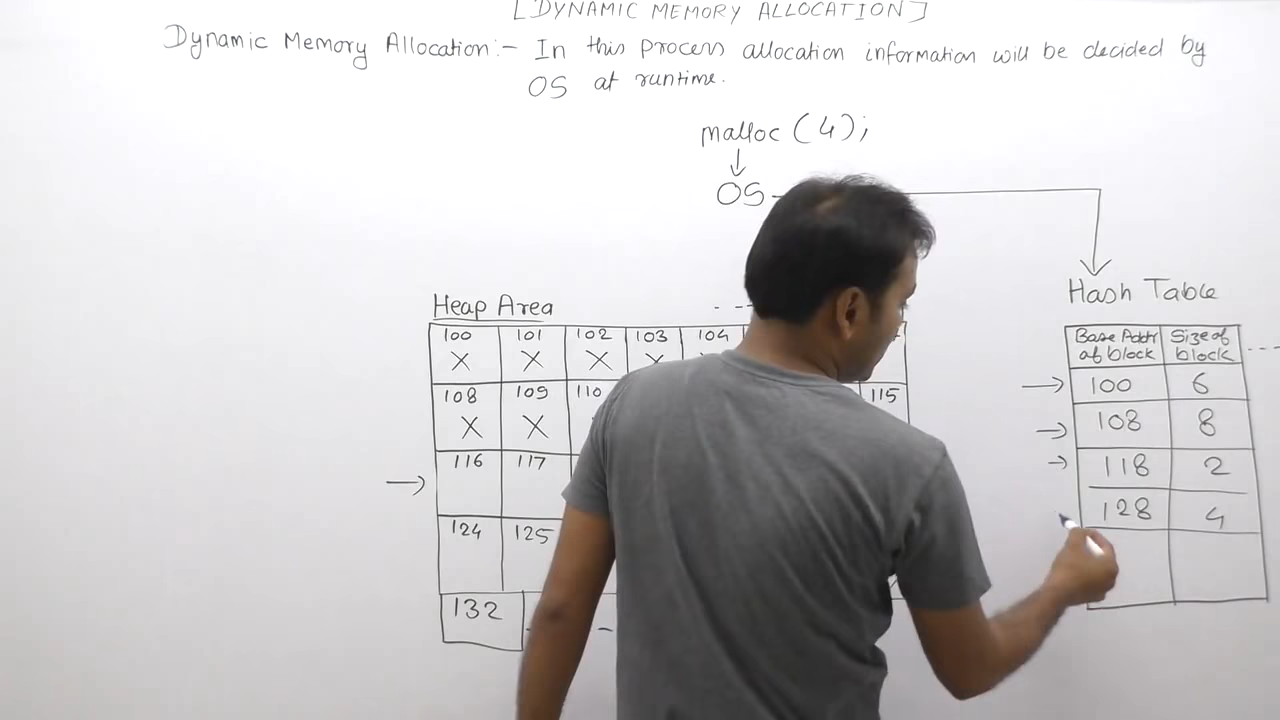 [DYNAMIC MEMORY ALLOCATION]
Dynamic Memory Allocation:- In this process allocation information will be decided by
OS at runtime.
malloc (4);
OS
Heap Area
Hash Table
100 101 102 103 104
Base Addr of block Size of block
108 109 110 115
100 6
108 8
116 117
118 2
124 125
128 4
132